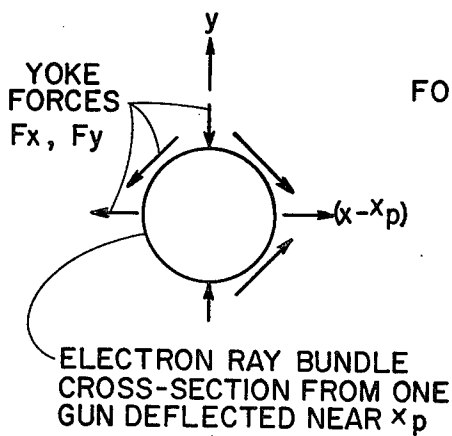 y
YOKE
FORCES
Fx, Fy
FO
(x-xp)
ELECTRON RAY BUNDLE
CROSS-SECTION FROM ONE
GUN DEFLECTED NEAR xp